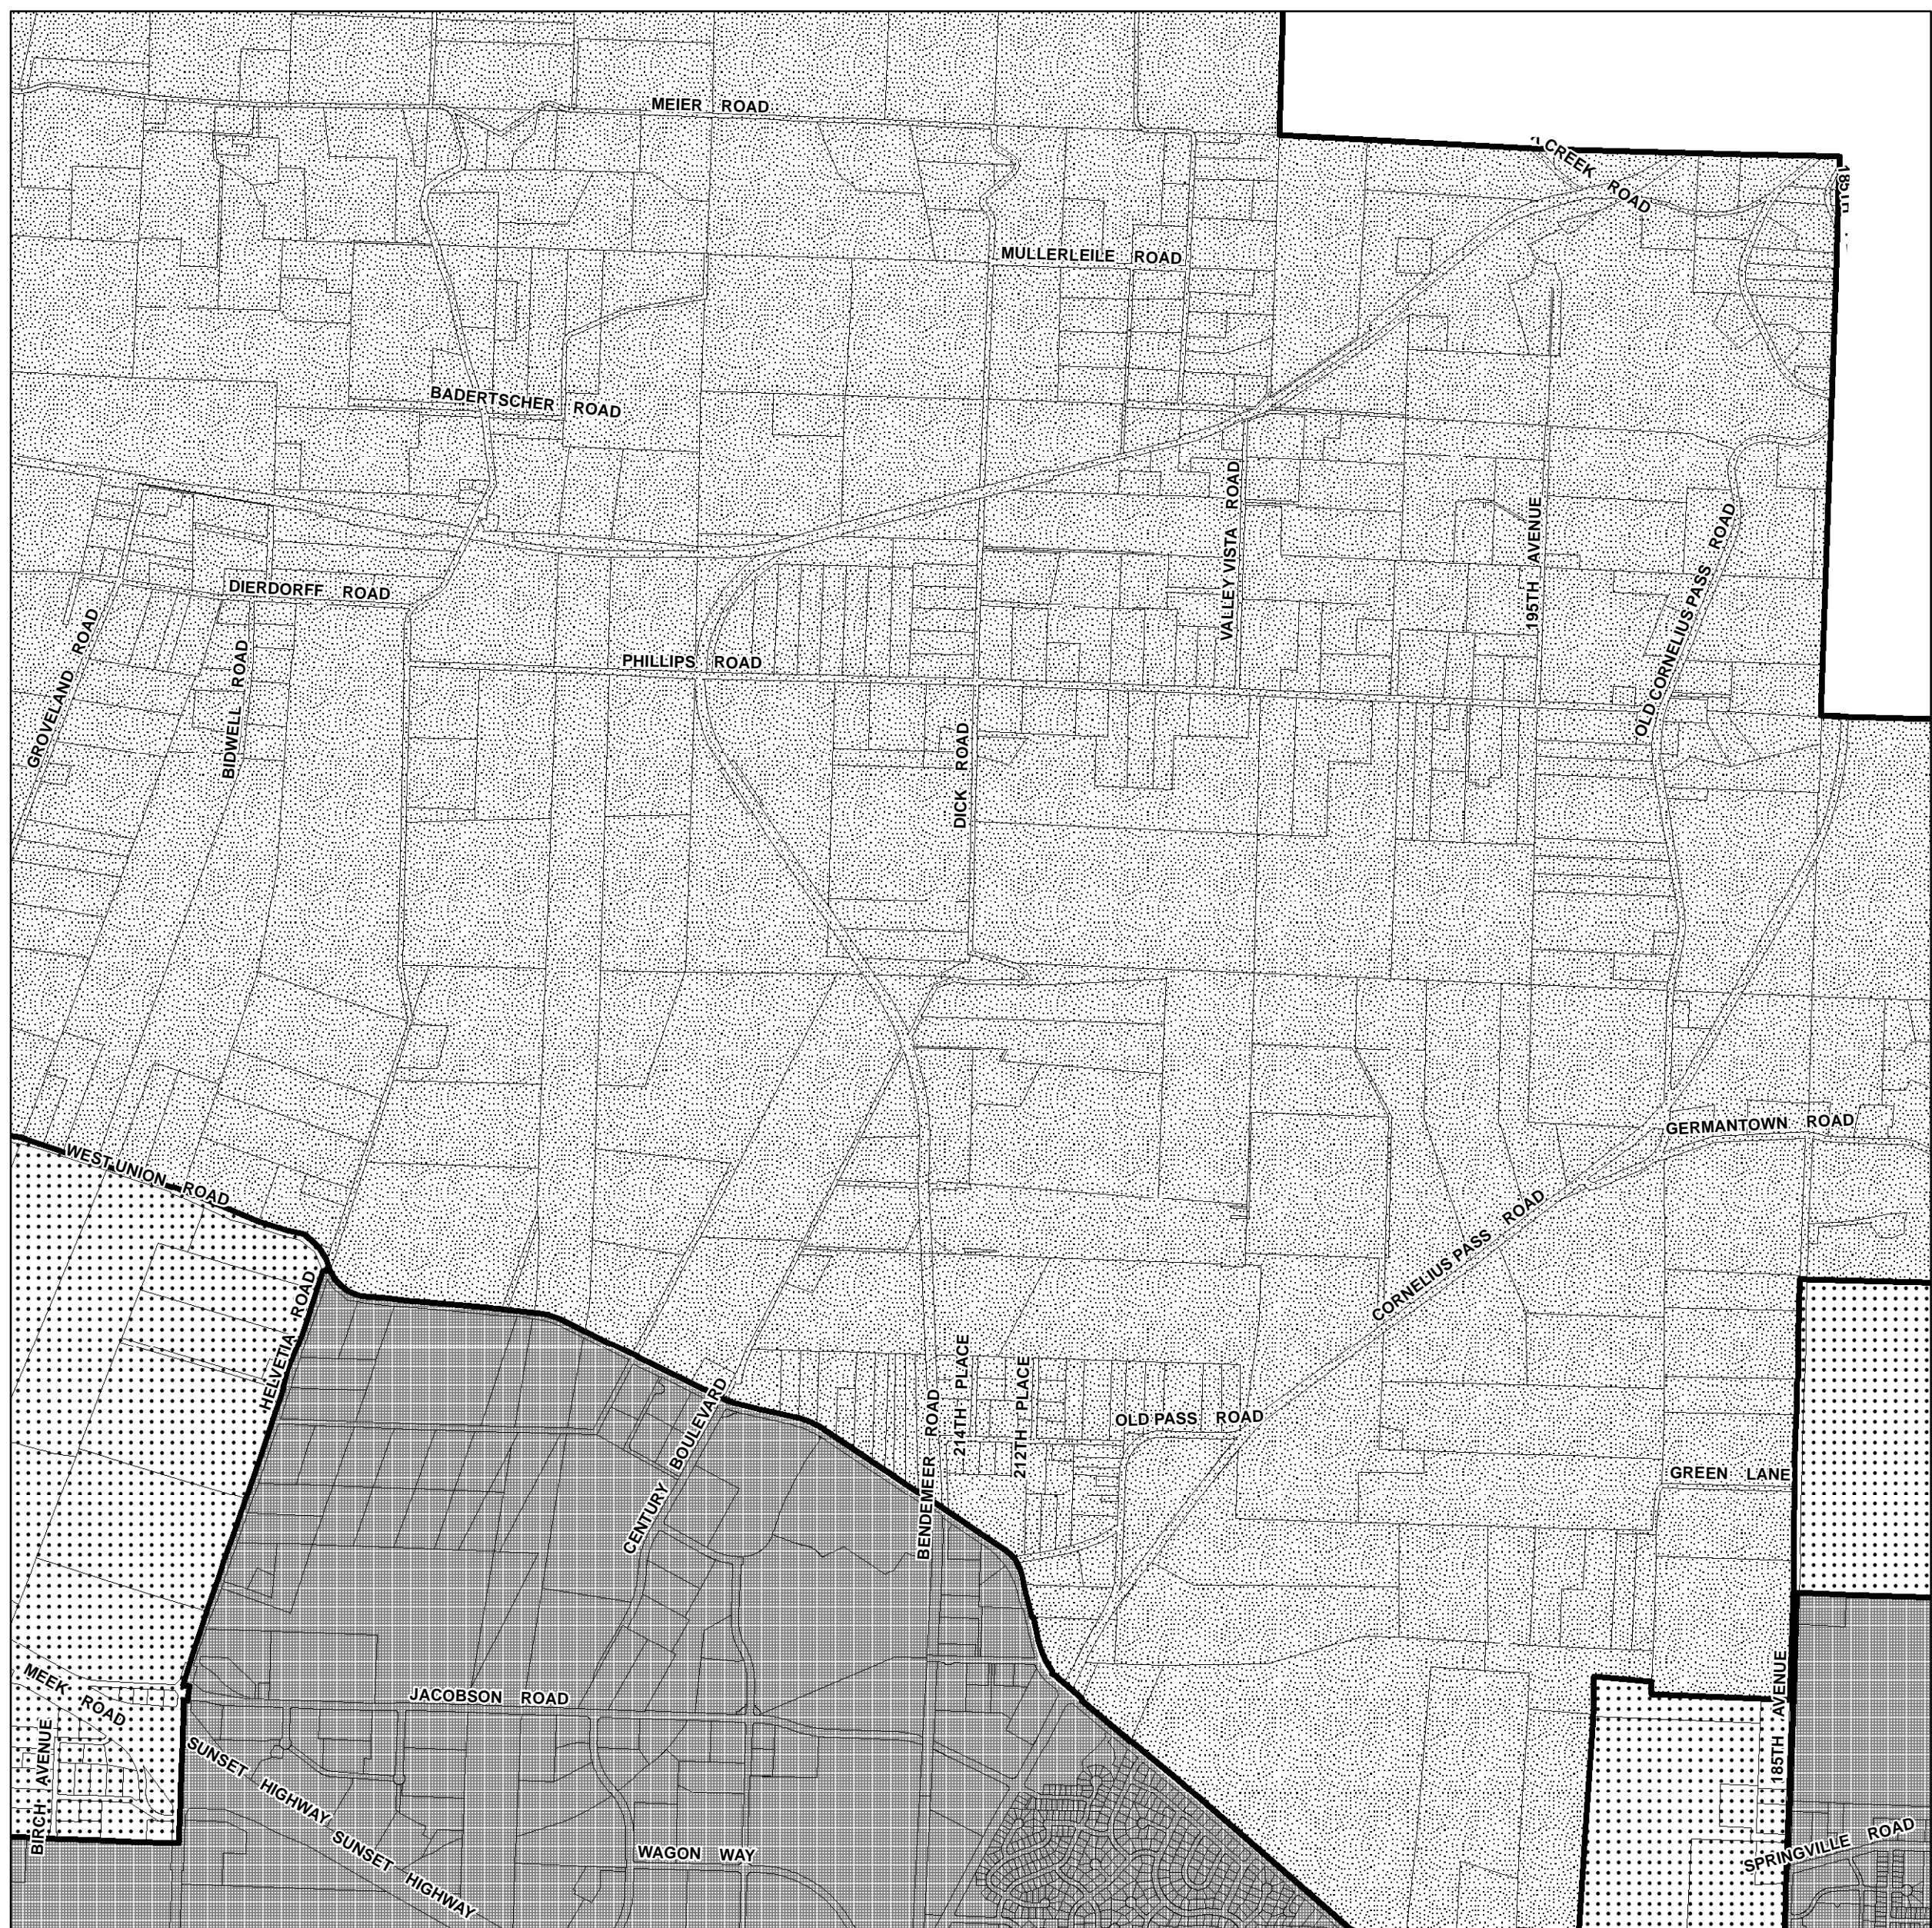 MEIER ROAD
CREEK ROAD
MULLERLEILE ROAD
BADERTSCHER ROAD
VALLEY VISTA ROAD
195TH AVENUE
OLD CORNELIUS PASS ROAD
DIERDORFF ROAD
GROVELAND ROAD
BIDWELL ROAD
PHILLIPS ROAD
DICK ROAD
GERMANTOWN ROAD
WEST UNION ROAD
CORNELIUS PASS ROAD
HELVETIA ROAD
214TH PLACE
212TH PLACE
OLD PASS ROAD
CENTURY BOULEVARD
BENDEMEER ROAD
GREEN LANE
MEEK ROAD
JACOBSON ROAD
185TH AVENUE
BIRCH AVENUE
SUNSET HIGHWAY SUNSET HIGHWAY
WAGON WAY
SPRINGVILLE ROAD